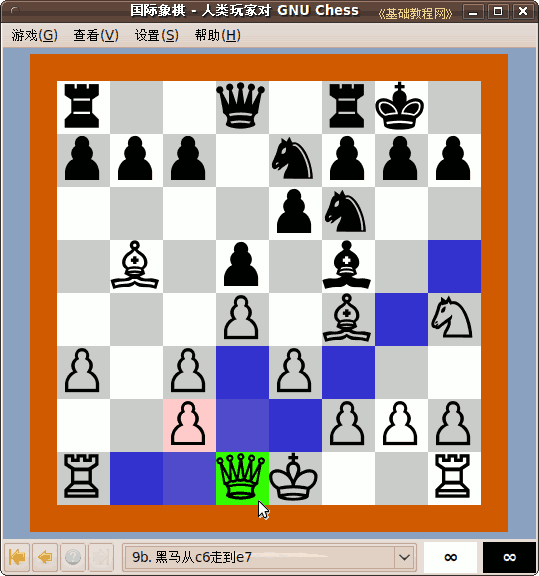 国际象棋 - 人类玩家对 GNU Chess
《基础教程网》
游戏(G) 查看(V) 设置(S) 帮助(H)
9b. 黑马从c6走到e7
∞ ∞